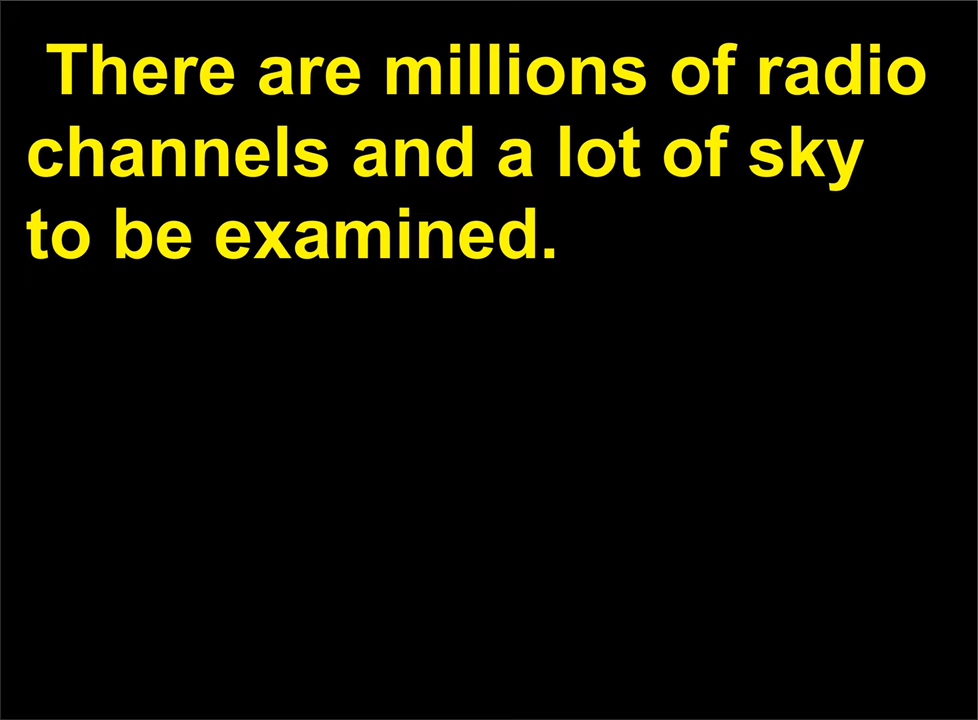 There are millions of radio
channels and a lot of sky
to be examined.